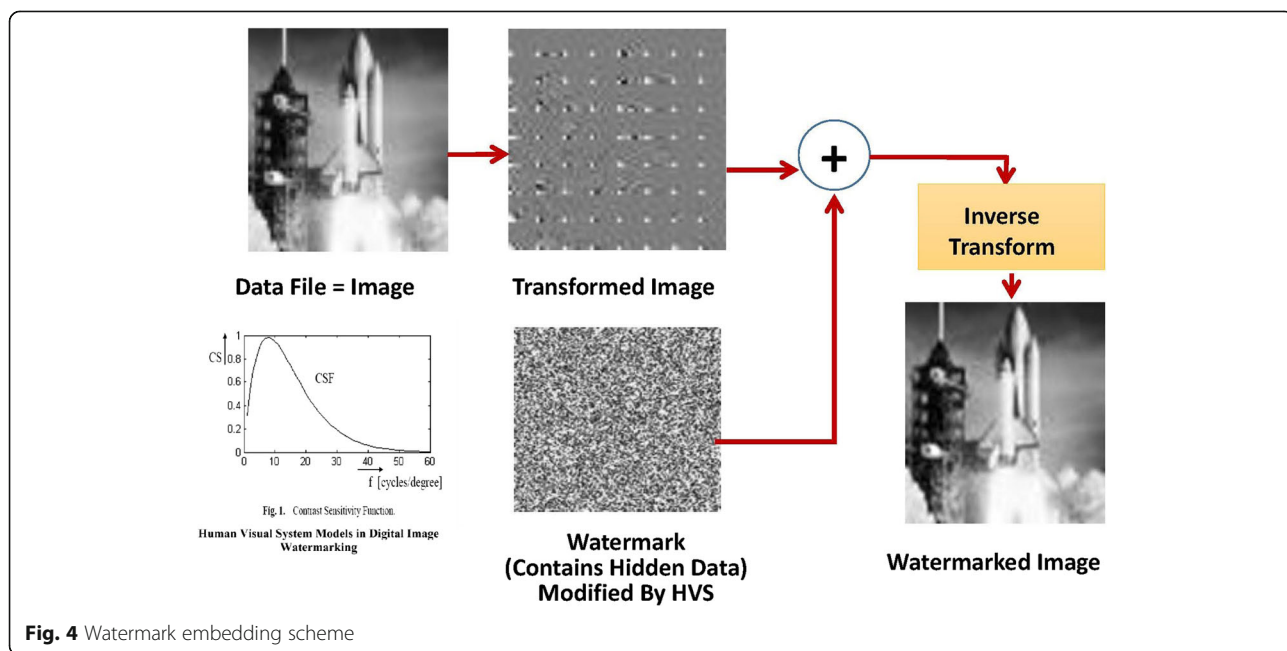 Data File = Image
Transformed Image
+
Inverse
Transform
CS
1
0.8
0.6
0.4
0.2
0
CSF
0 10 20 30 40 50 60
f [cycles/degree]
Fig. 1. Contrast Sensitivity Function.
Human Visual System Models in Digital Image
Watermarking
Watermark
(Contains Hidden Data)
Modified By HVS
Watermarked Image
Fig. 4 Watermark embedding scheme